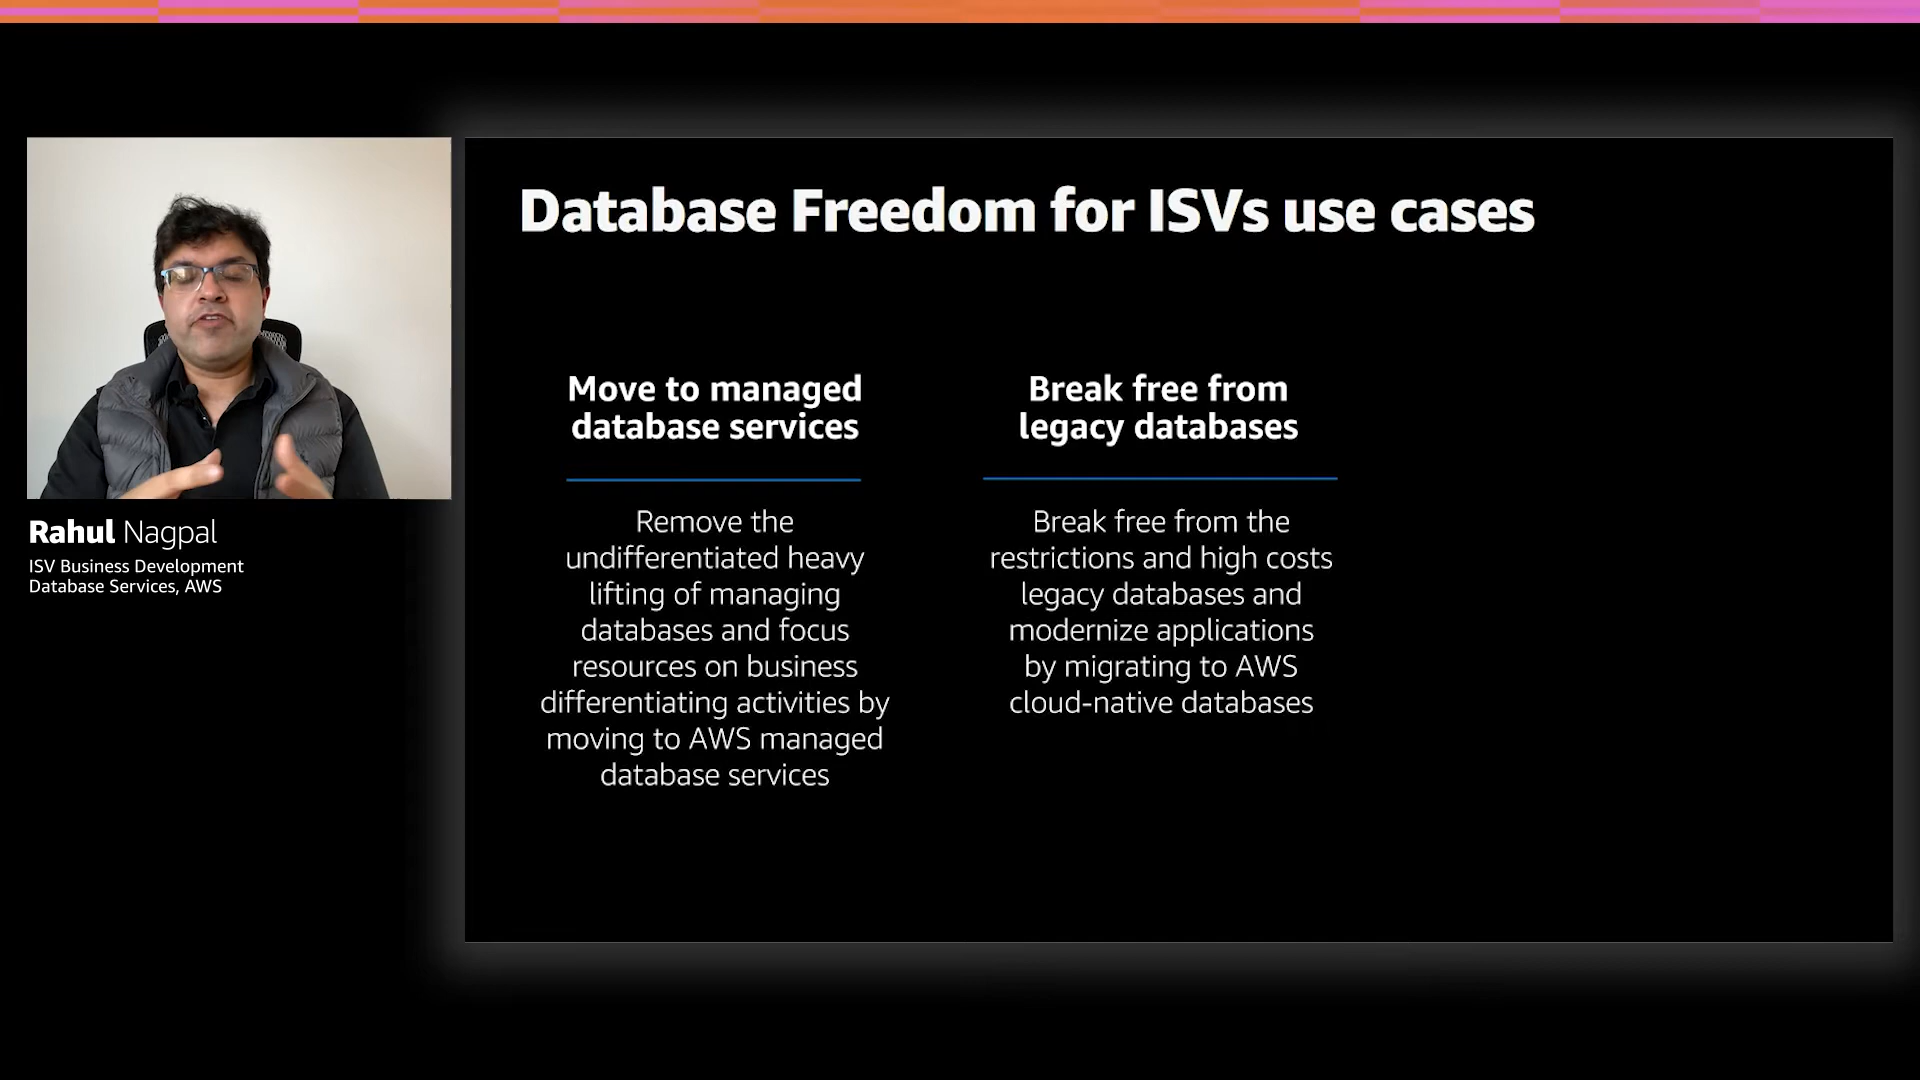 Database Freedom for ISVs use cases
Move to managed
database services
Remove the
undifferentiated heavy
lifting of managing
databases and focus
resources on business
differentiating activities by
moving to AWS managed
database services
Break free from
legacy databases
Break free from the
restrictions and high costs
legacy databases and
modernize applications
by migrating to AWS
cloud-native databases
Rahul Nagpal
ISV Business Development
Database Services, AWS